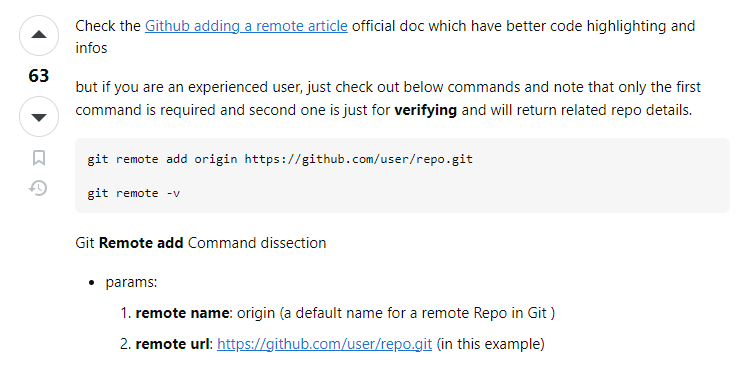 Check the Github adding a remote article official doc which have better code highlighting and
infos
63
but if you are an experienced user, just check out below commands and note that only the first
command is required and second one is just for verifying and will return related repo details.
git remote add origin https://github.com/user/repo.git
git remote -v
Git Remote add Command dissection
• params:
1. remote name: origin (a default name for a remote Repo in Git )
2. remote url: https://github.com/user/repo.git (in this example)